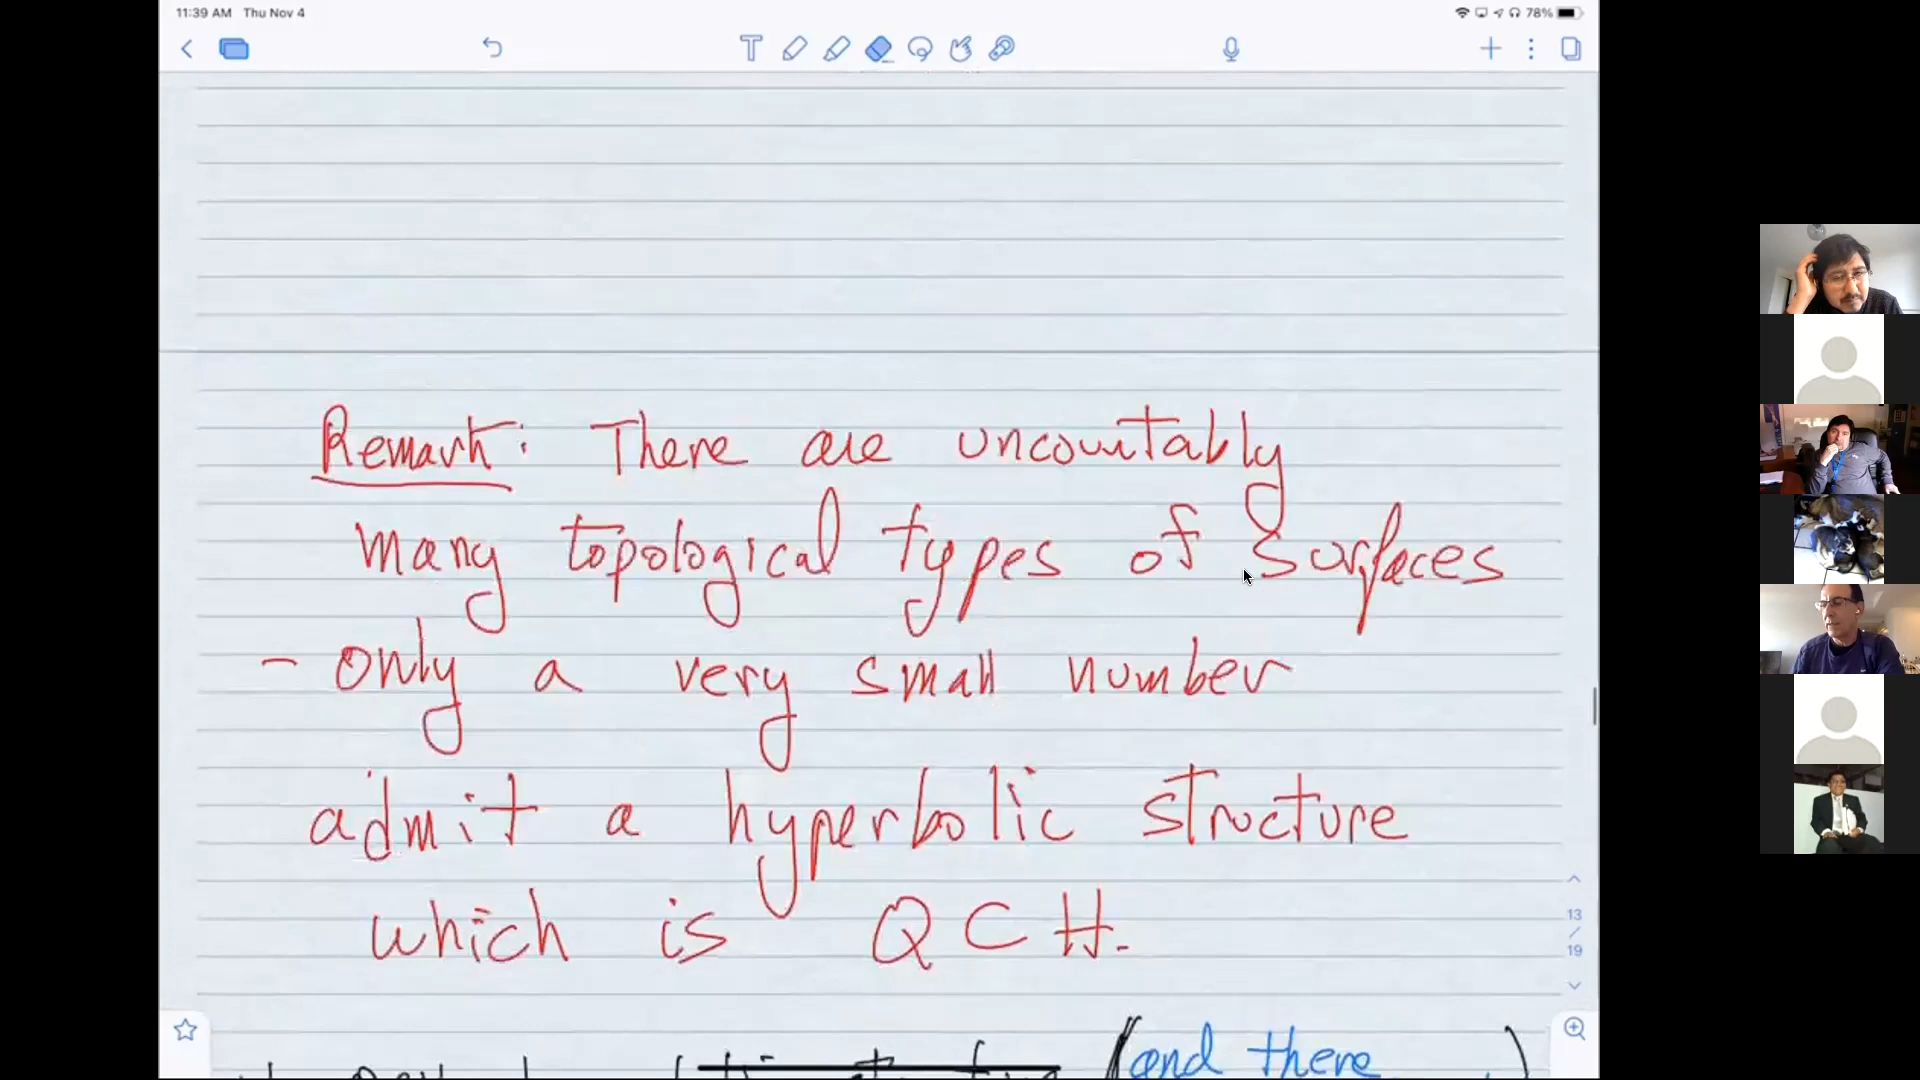 11:39 AM Thu Nov 4
78%
T
Remark: There are uncountably
many topological types of surfaces
- only a very small number
admit a hyperbolic structure
which is QCH.
13
/
19
(and there